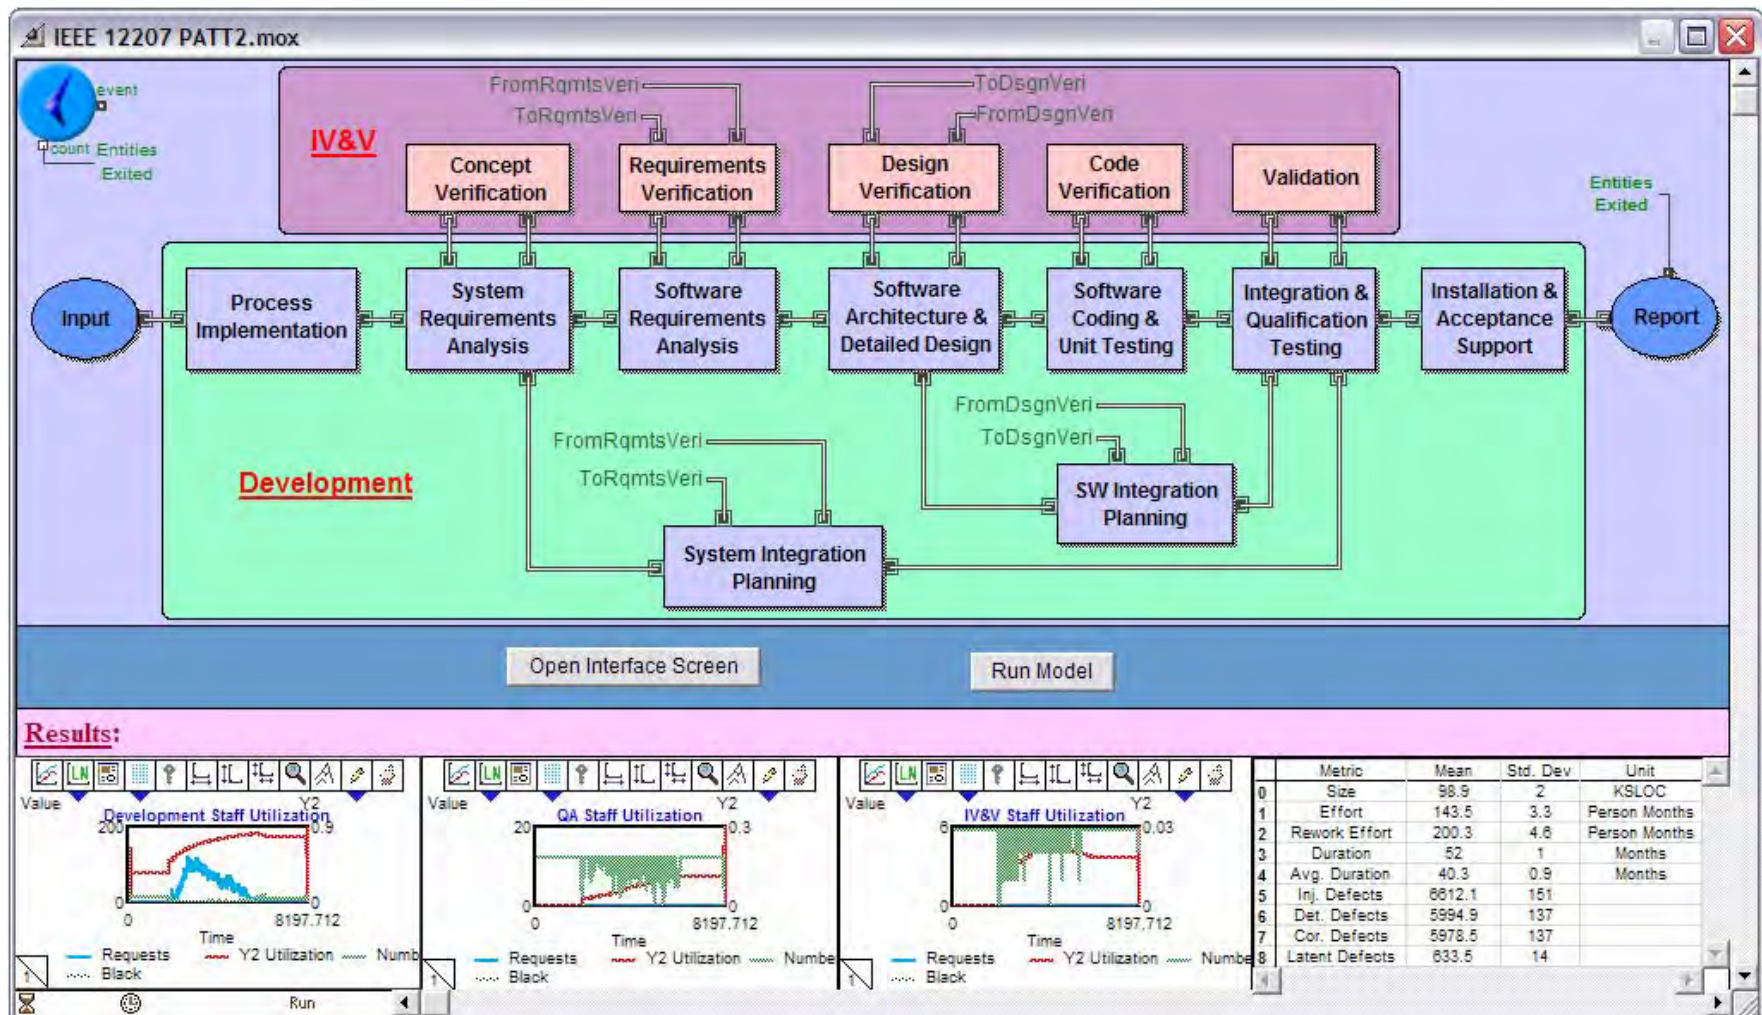 IEEE 12207 PATT2.mox
event
count Entities
Exited
IV&V
FromRqmtsVeri
ToRqmtsVeri
ToDsgnVeri
FromDsgnVeri
Concept
Verification
Requirements
Verification
Design
Verification
Code
Verification
Validation
Entities
Exited
Input
Process
Implementation
System
Requirements
Analysis
Software
Requirements
Analysis
Software
Architecture &
Detailed Design
Software
Coding &
Unit Testing
Integration &
Qualification
Testing
Installation &
Acceptance
Support
Report
Development
FromRqmtsVeri
ToRqmtsVeri
FromDsgnVeri
ToDsgnVeri
SW Integration
Planning
System Integration
Planning
Open Interface Screen
Run Model
Results:
LN
Value Y2
Development Staff Utilization
200 0.9
0 0
0 8197.712
Time
Requests Y2 Utilization Numb
Black
1
LN
Value Y2
QA Staff Utilization
20 0.3
0 0
0 8197.712
Time
Requests Y2 Utilization Numbe
Black
1
LN
Value Y2
IV&V Staff Utilization
6 0.03
0 0
0 8197.712
Time
Requests Y2 Utilization Numbe
Black
1
Metric Mean Std. Dev Unit
0 Size 98.9 2 KSLOC
1 Effort 143.5 3.3 Person Months
2 Rework Effort 200.3 4.6 Person Months
3 Duration 52 1 Months
4 Avg. Duration 40.3 0.9 Months
5 Inj. Defects 6612.1 151
6 Det. Defects 5994.9 137
7 Cor. Defects 5978.5 137
8 Latent Defects 633.5 14
Run